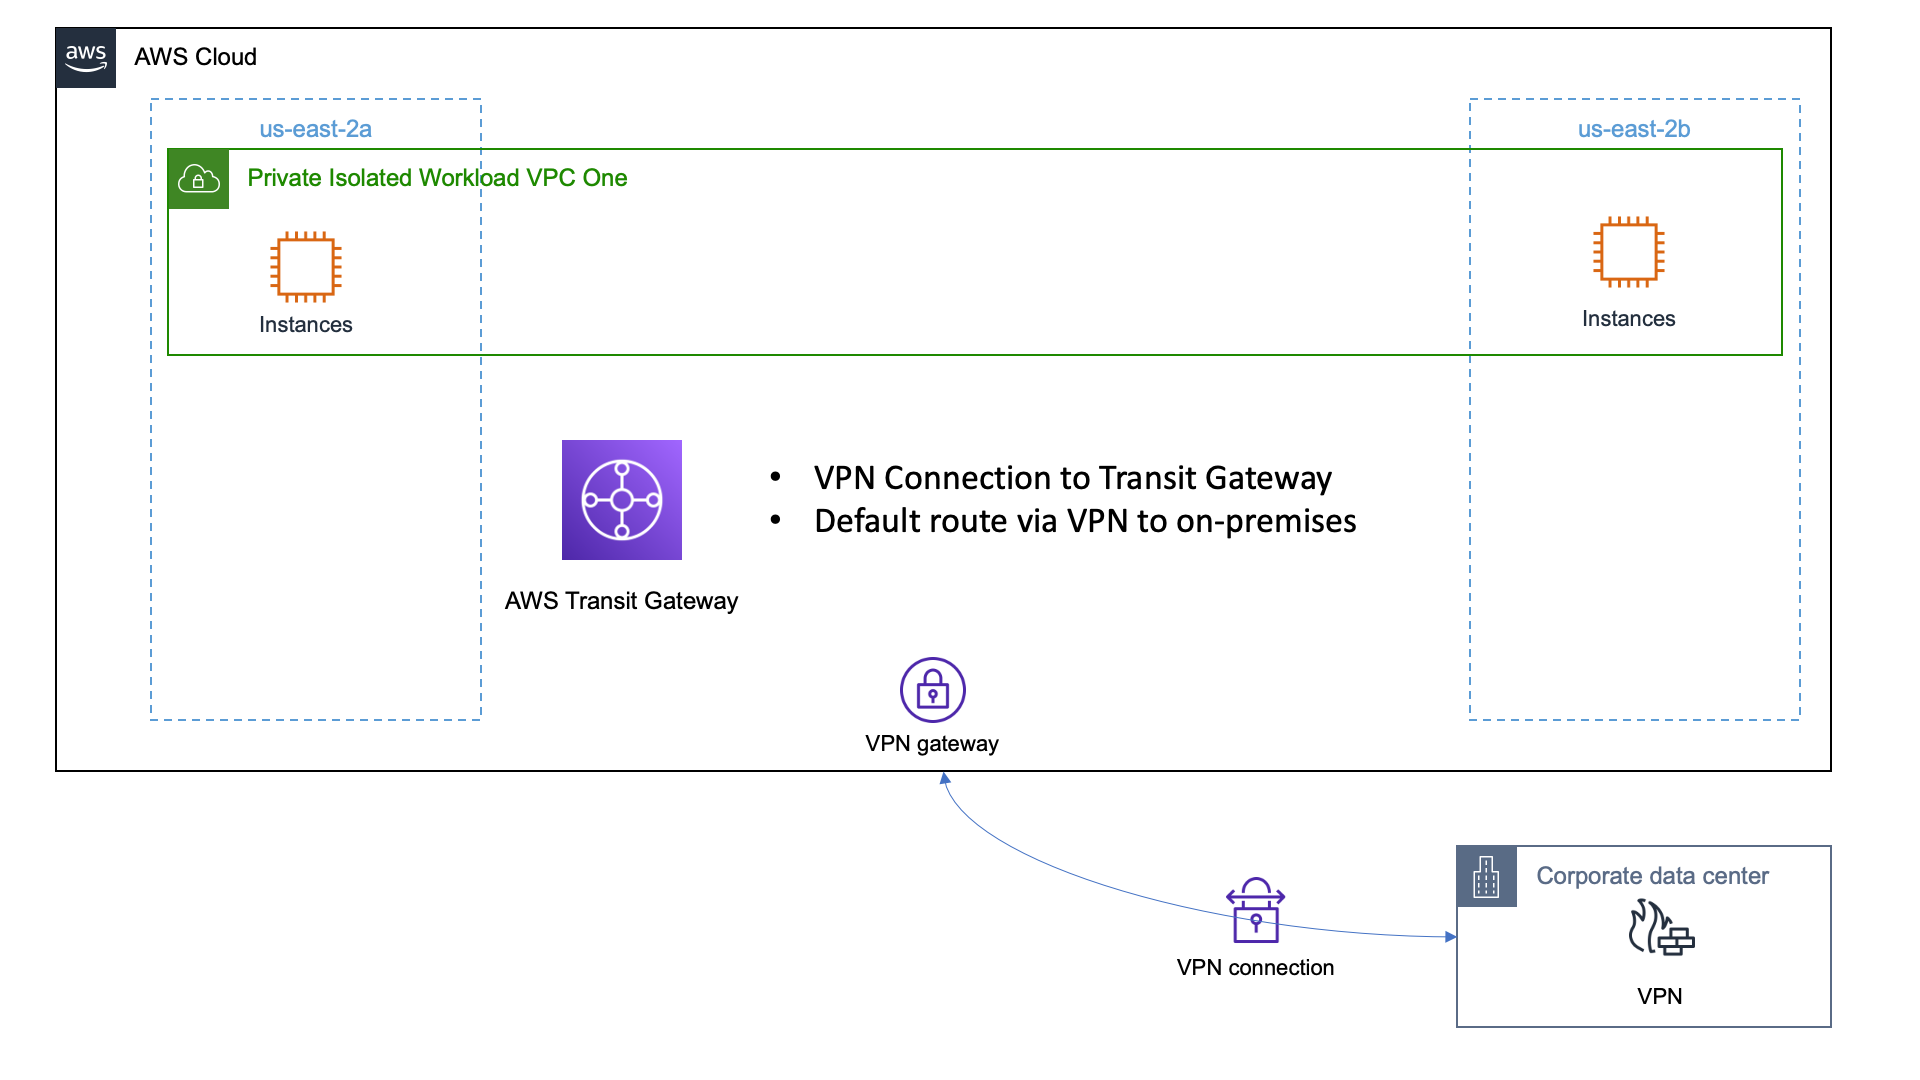 aws
AWS Cloud
us-east-2a
us-east-2b
Private Isolated Workload VPC One
Instances
Instances
• VPN Connection to Transit Gateway
• Default route via VPN to on-premises
AWS Transit Gateway
VPN gateway
Corporate data center
VPN connection
VPN